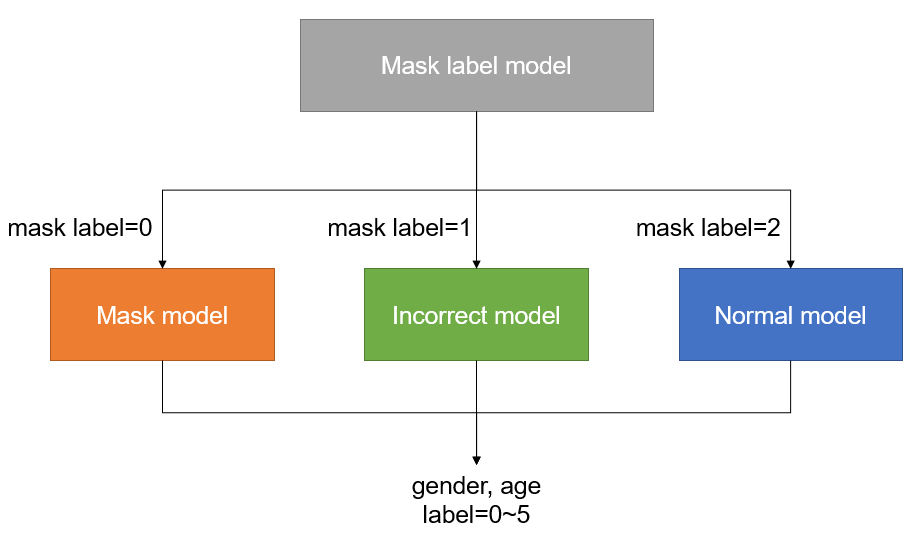 Mask label model
mask label=0
mask label=1
mask label=2
Mask model
Incorrect model
Normal model
gender, age
label=0~5